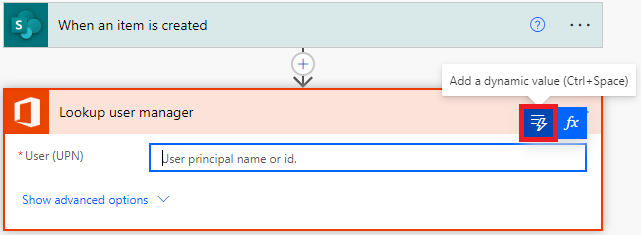 When an item is created
Add a dynamic value (Ctrl+Space)
Lookup user manager
fx
*User (UPN)
User principal name or id.
Show advanced options